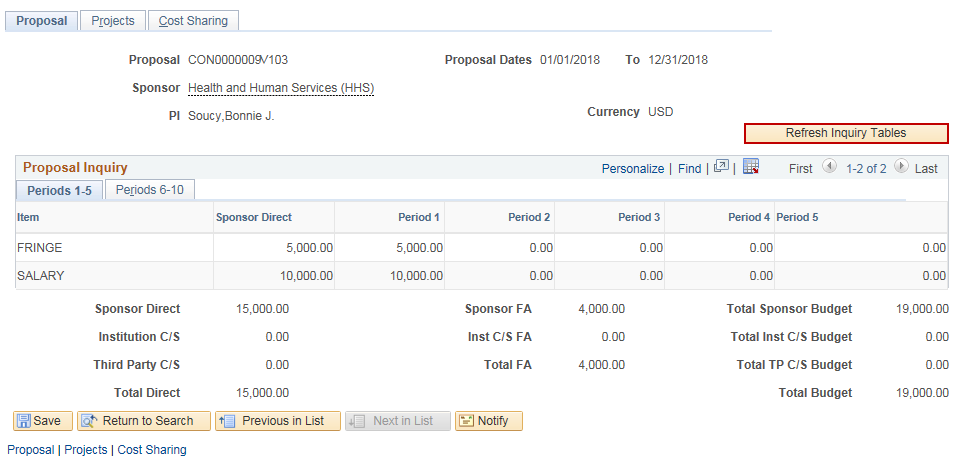 Proposal Projects Cost Sharing
Proposal CON0000009V103 Proposal Dates 01/01/2018 To 12/31/2018
Sponsor Health and Human Services (HHS)
PI Soucy,Bonnie J. Currency USD
Refresh Inquiry Tables
Proposal Inquiry Personalize | Find | | First 1-2 of 2 Last
Periods 1-5 Periods 6-10
Item Sponsor Direct Period 1 Period 2 Period 3 Period 4 Period 5
FRINGE 5,000.00 5,000.00 0.00 0.00 0.00 0.00
SALARY 10,000.00 10,000.00 0.00 0.00 0.00 0.00
Sponsor Direct 15,000.00 Sponsor FA 4,000.00 Total Sponsor Budget 19,000.00
Institution C/S 0.00 Inst C/S FA 0.00 Total Inst C/S Budget 0.00
Third Party C/S 0.00 Total FA 4,000.00 Total TP C/S Budget 0.00
Total Direct 15,000.00 Total Budget 19,000.00
Save Return to Search Previous in List Next in List Notify
Proposal | Projects | Cost Sharing